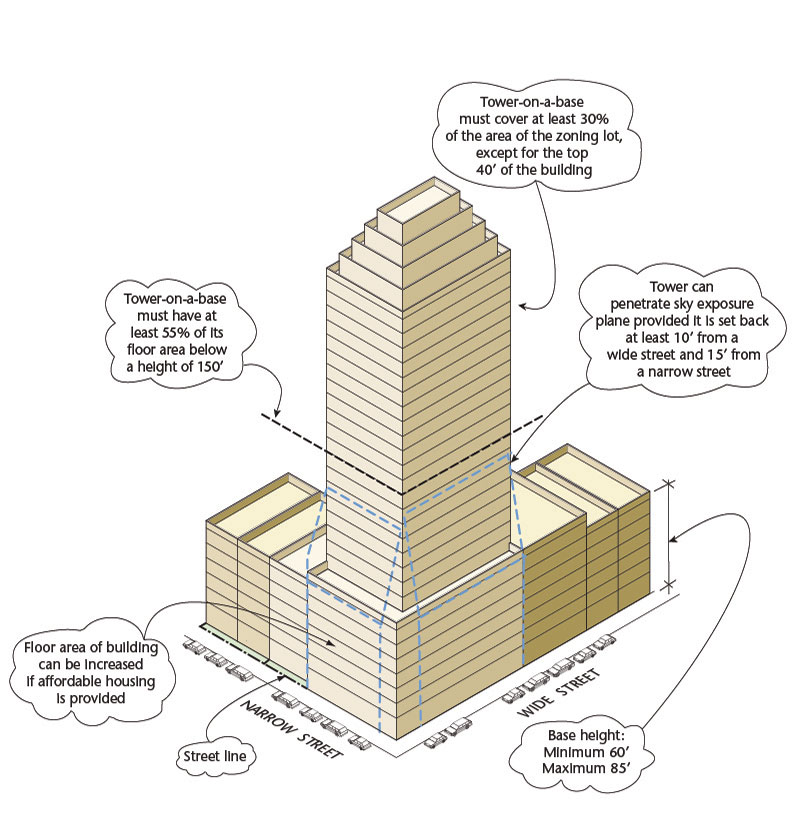 Tower-on-a-base
must cover at least 30%
of the area of the zoning lot,
except for the top
40′ of the building
Tower-on-a-base
must have at
least 55% of its
floor area below
a height of 150′
Tower can
penetrate sky exposure
plane provided it is set back
at least 10′ from a
wide street and 15′ from
a narrow street
Floor area of building
can be increased
if affordable housing
is provided
Street line
NARROW STREET
WIDE STREET
Base height:
Minimum 60′
Maximum 85′